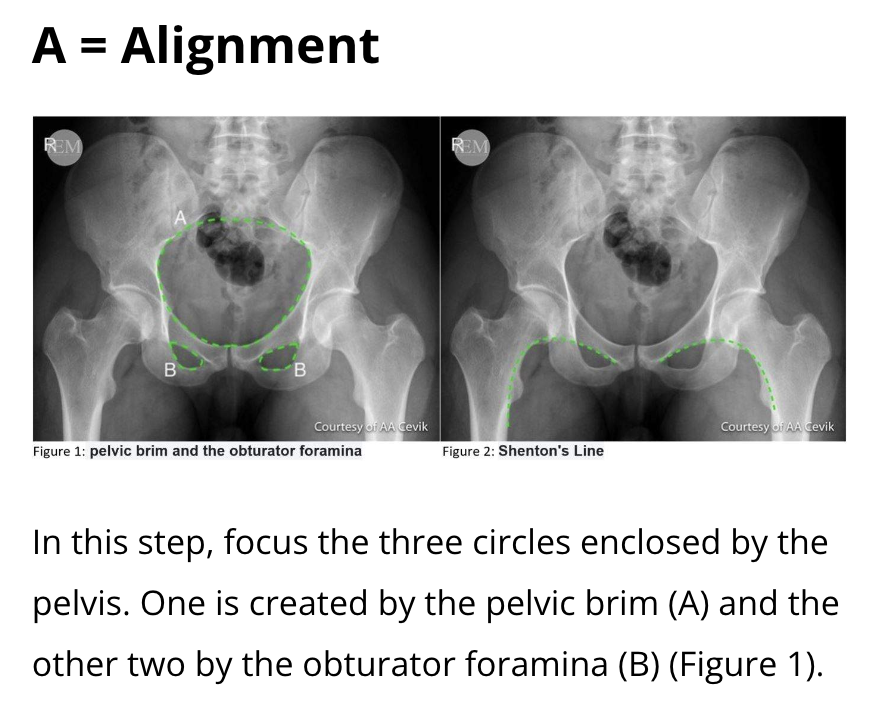 A = Alignment
REM
REM
A
B
B
Courtesy of AA Cevik
Courtesy of AA Cevik
Figure 1: pelvic brim and the obturator foramina
Figure 2: Shenton's Line
In this step, focus the three circles enclosed by the
pelvis. One is created by the pelvic brim (A) and the
other two by the obturator foramina (B) (Figure 1).